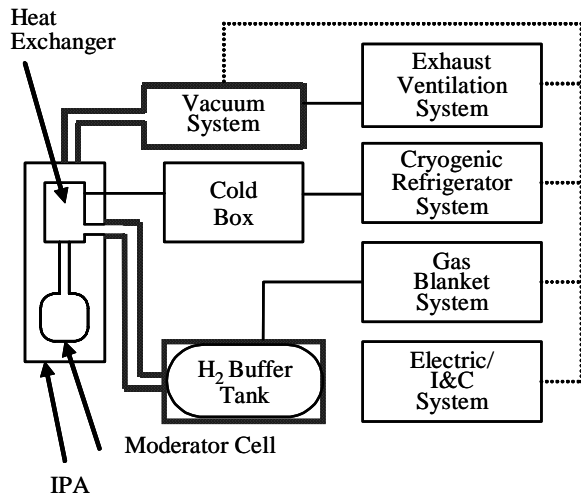 Heat
Exchanger
Vacuum
System
Exhaust
Ventilation
System
Cold
Box
Cryogenic
Refrigerator
System
Gas
Blanket
System
H2 Buffer
Tank
Electric/
I&C
System
Moderator Cell
IPA